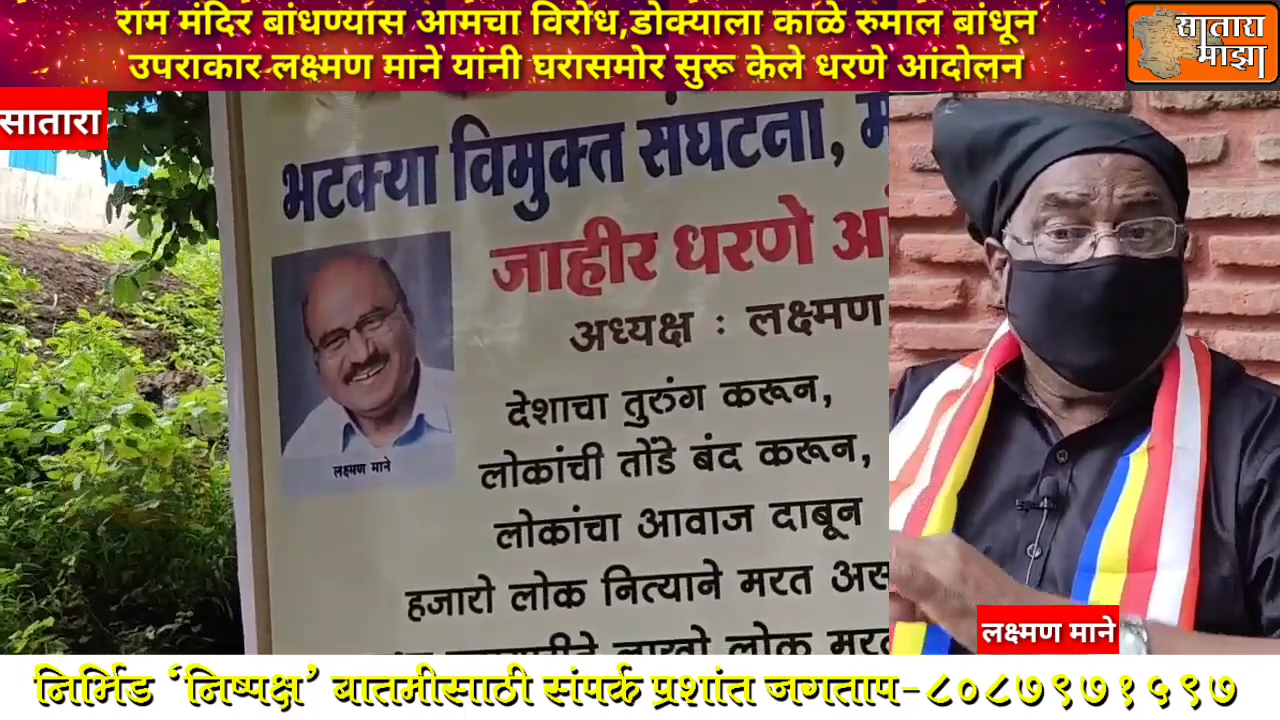 राम मंदिर बांधण्यास आमचा विरोध,डोक्याला काळे रुमाल बांधून
उपराकार लक्ष्मण माने यांनी घरासमोर सुरू केले धरणे आंदोलन
सातारा
माझा
सातारा
भटक्या विमुक्त संघटना,
जाहीर धरणे
अध्यक्ष : लक्ष्मण
लक्ष्मण माने
देशाचा तुरुंग करून,
लोकांची तोंडे बंद करून,
लोकांचा आवाज दाबून
हजारो लोक नित्याने मरत
लाखो लोक
लक्ष्मण माने
निर्भिड ‘निष्पक्ष’ बातमीसाठी संपर्क प्रशांत जगताप-८०८७९७१५९७